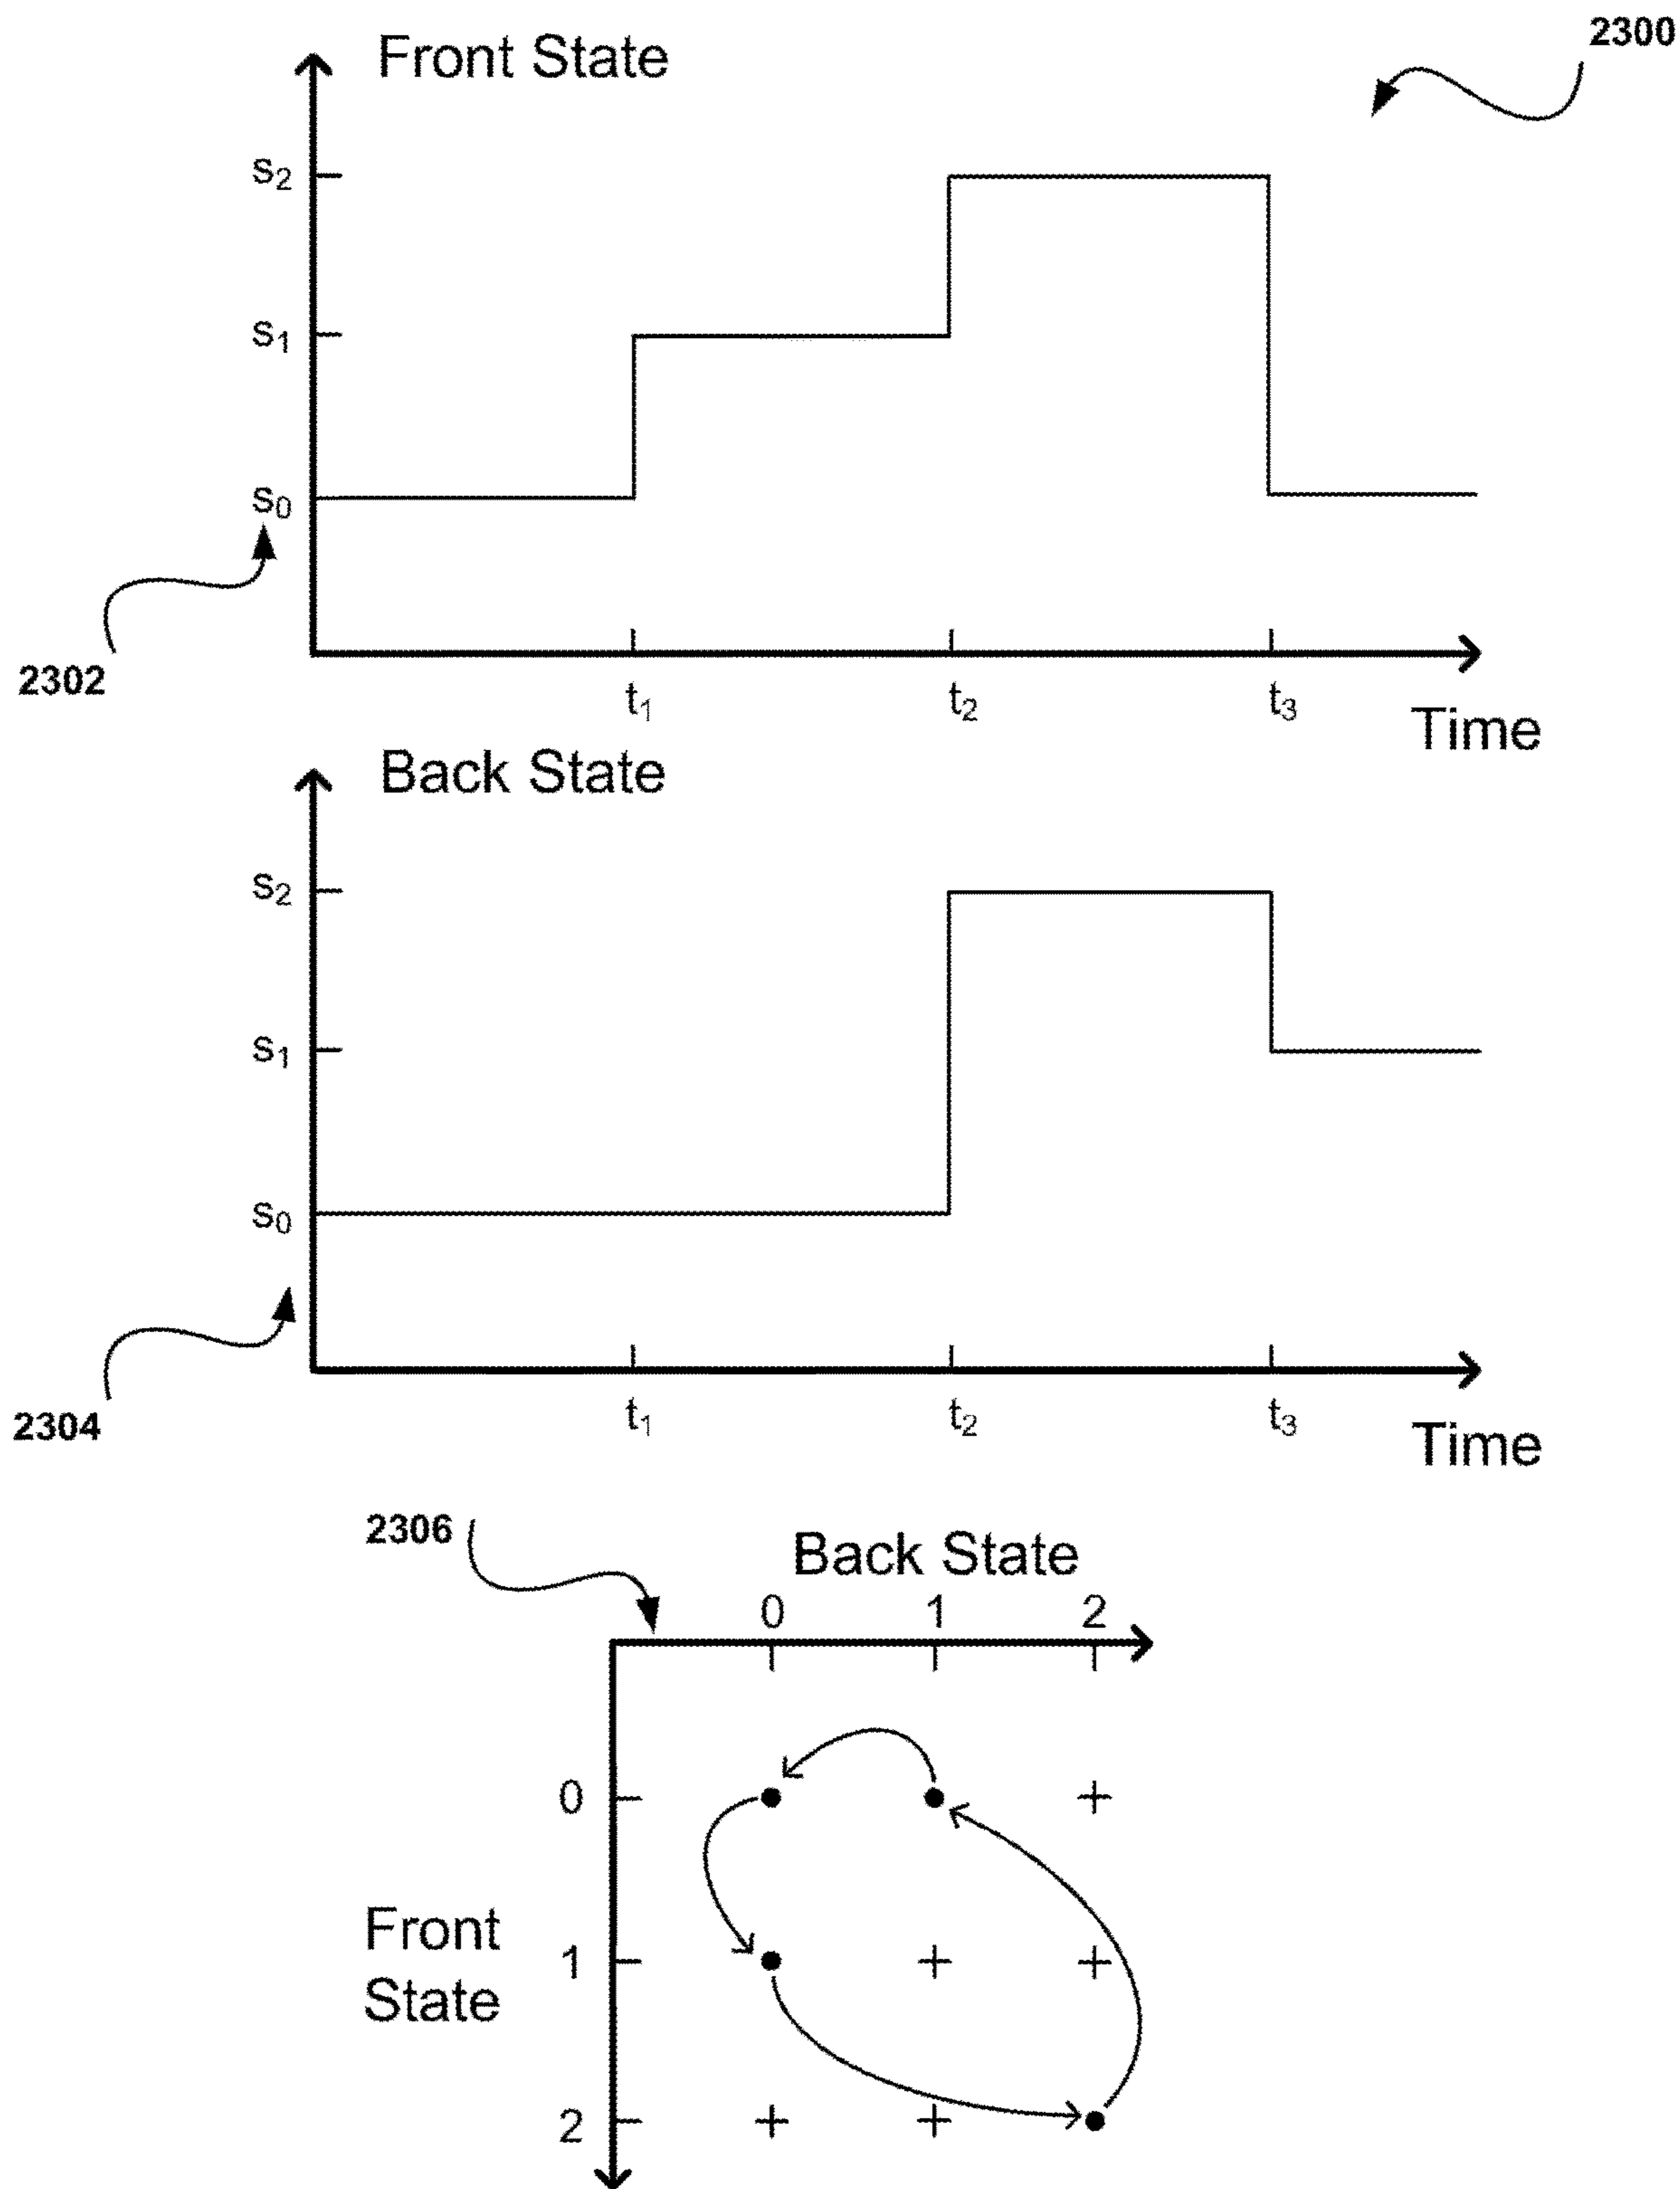 2300
Front State
s₂
s₁
s₀
2302
t₁ t₂ t₃
Time
Back State
s₂
s₁
s₀
2304
t₁ t₂ t₃
Time
2306
Back State
0 1 2
0
Front
State
1
2